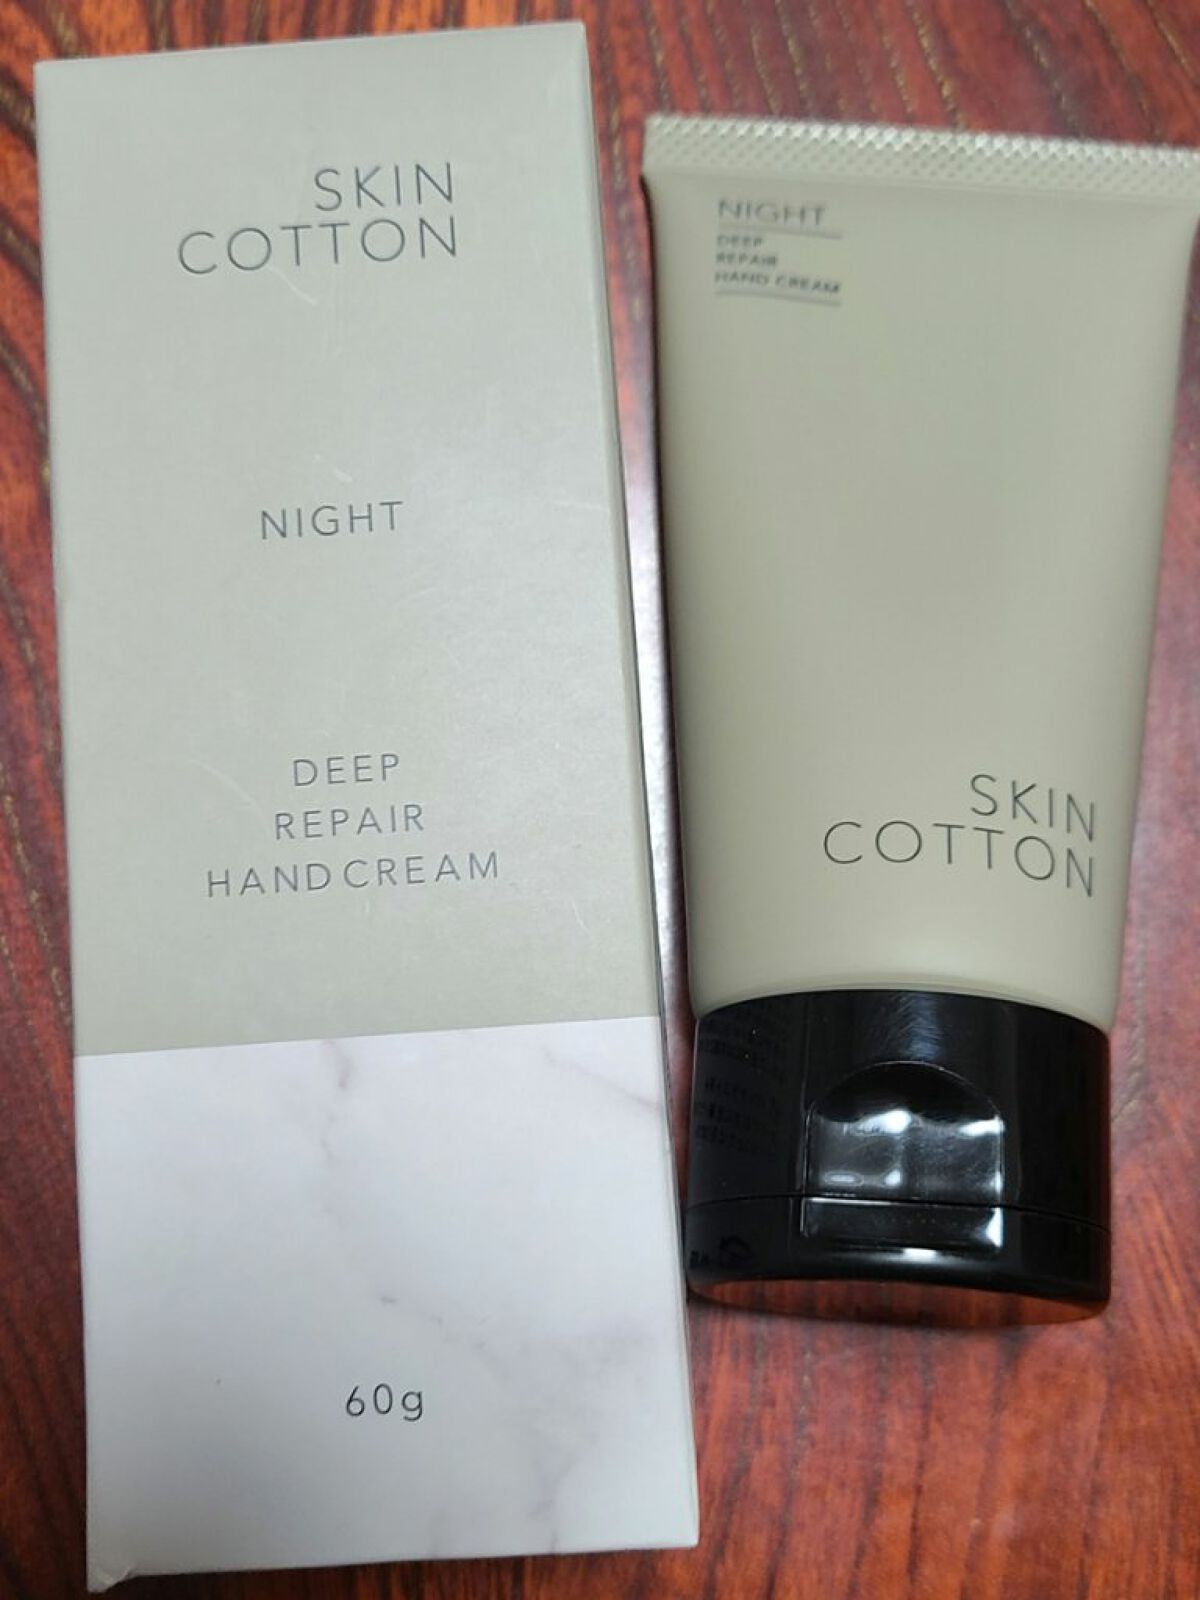 SKIN
COTTON
NIGHT
DEEP
REPAIR
HAND CREAM
60g
NIGHT
DEEP
REPAIR
HAND CREAM
SKIN
COTTON